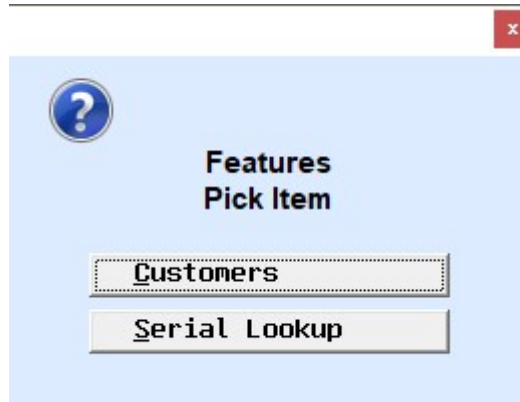 x
?
Features
Pick Item
Customers
Serial Lookup